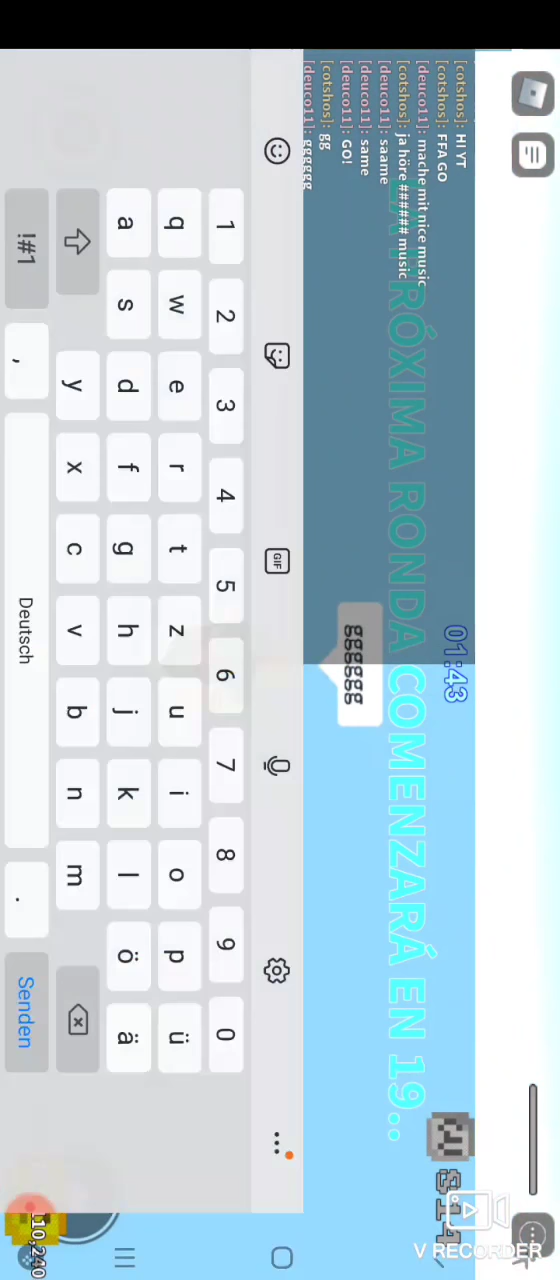 [cotshos]: HI YT
[cotshos]: FFA GO
[deuco11]: mache mit nice music
[cotshos]: ja höre ###### music
[deuco11]: saame
[deuco11]: same
[deuco11]: GO!
[cotshos]: gg
[deuco11]: gggggg
01:43
PRÓXIMA RONDA COMENZARÁ EN 19..
gggggg
GIF
1 2 3 4 5 6 7 8 9 0
q w e r t z u i o p ü
a s d f g h j k l ö ä
y x c v b n m
!#1 , Deutsch . Senden
110,240
V RECORDER